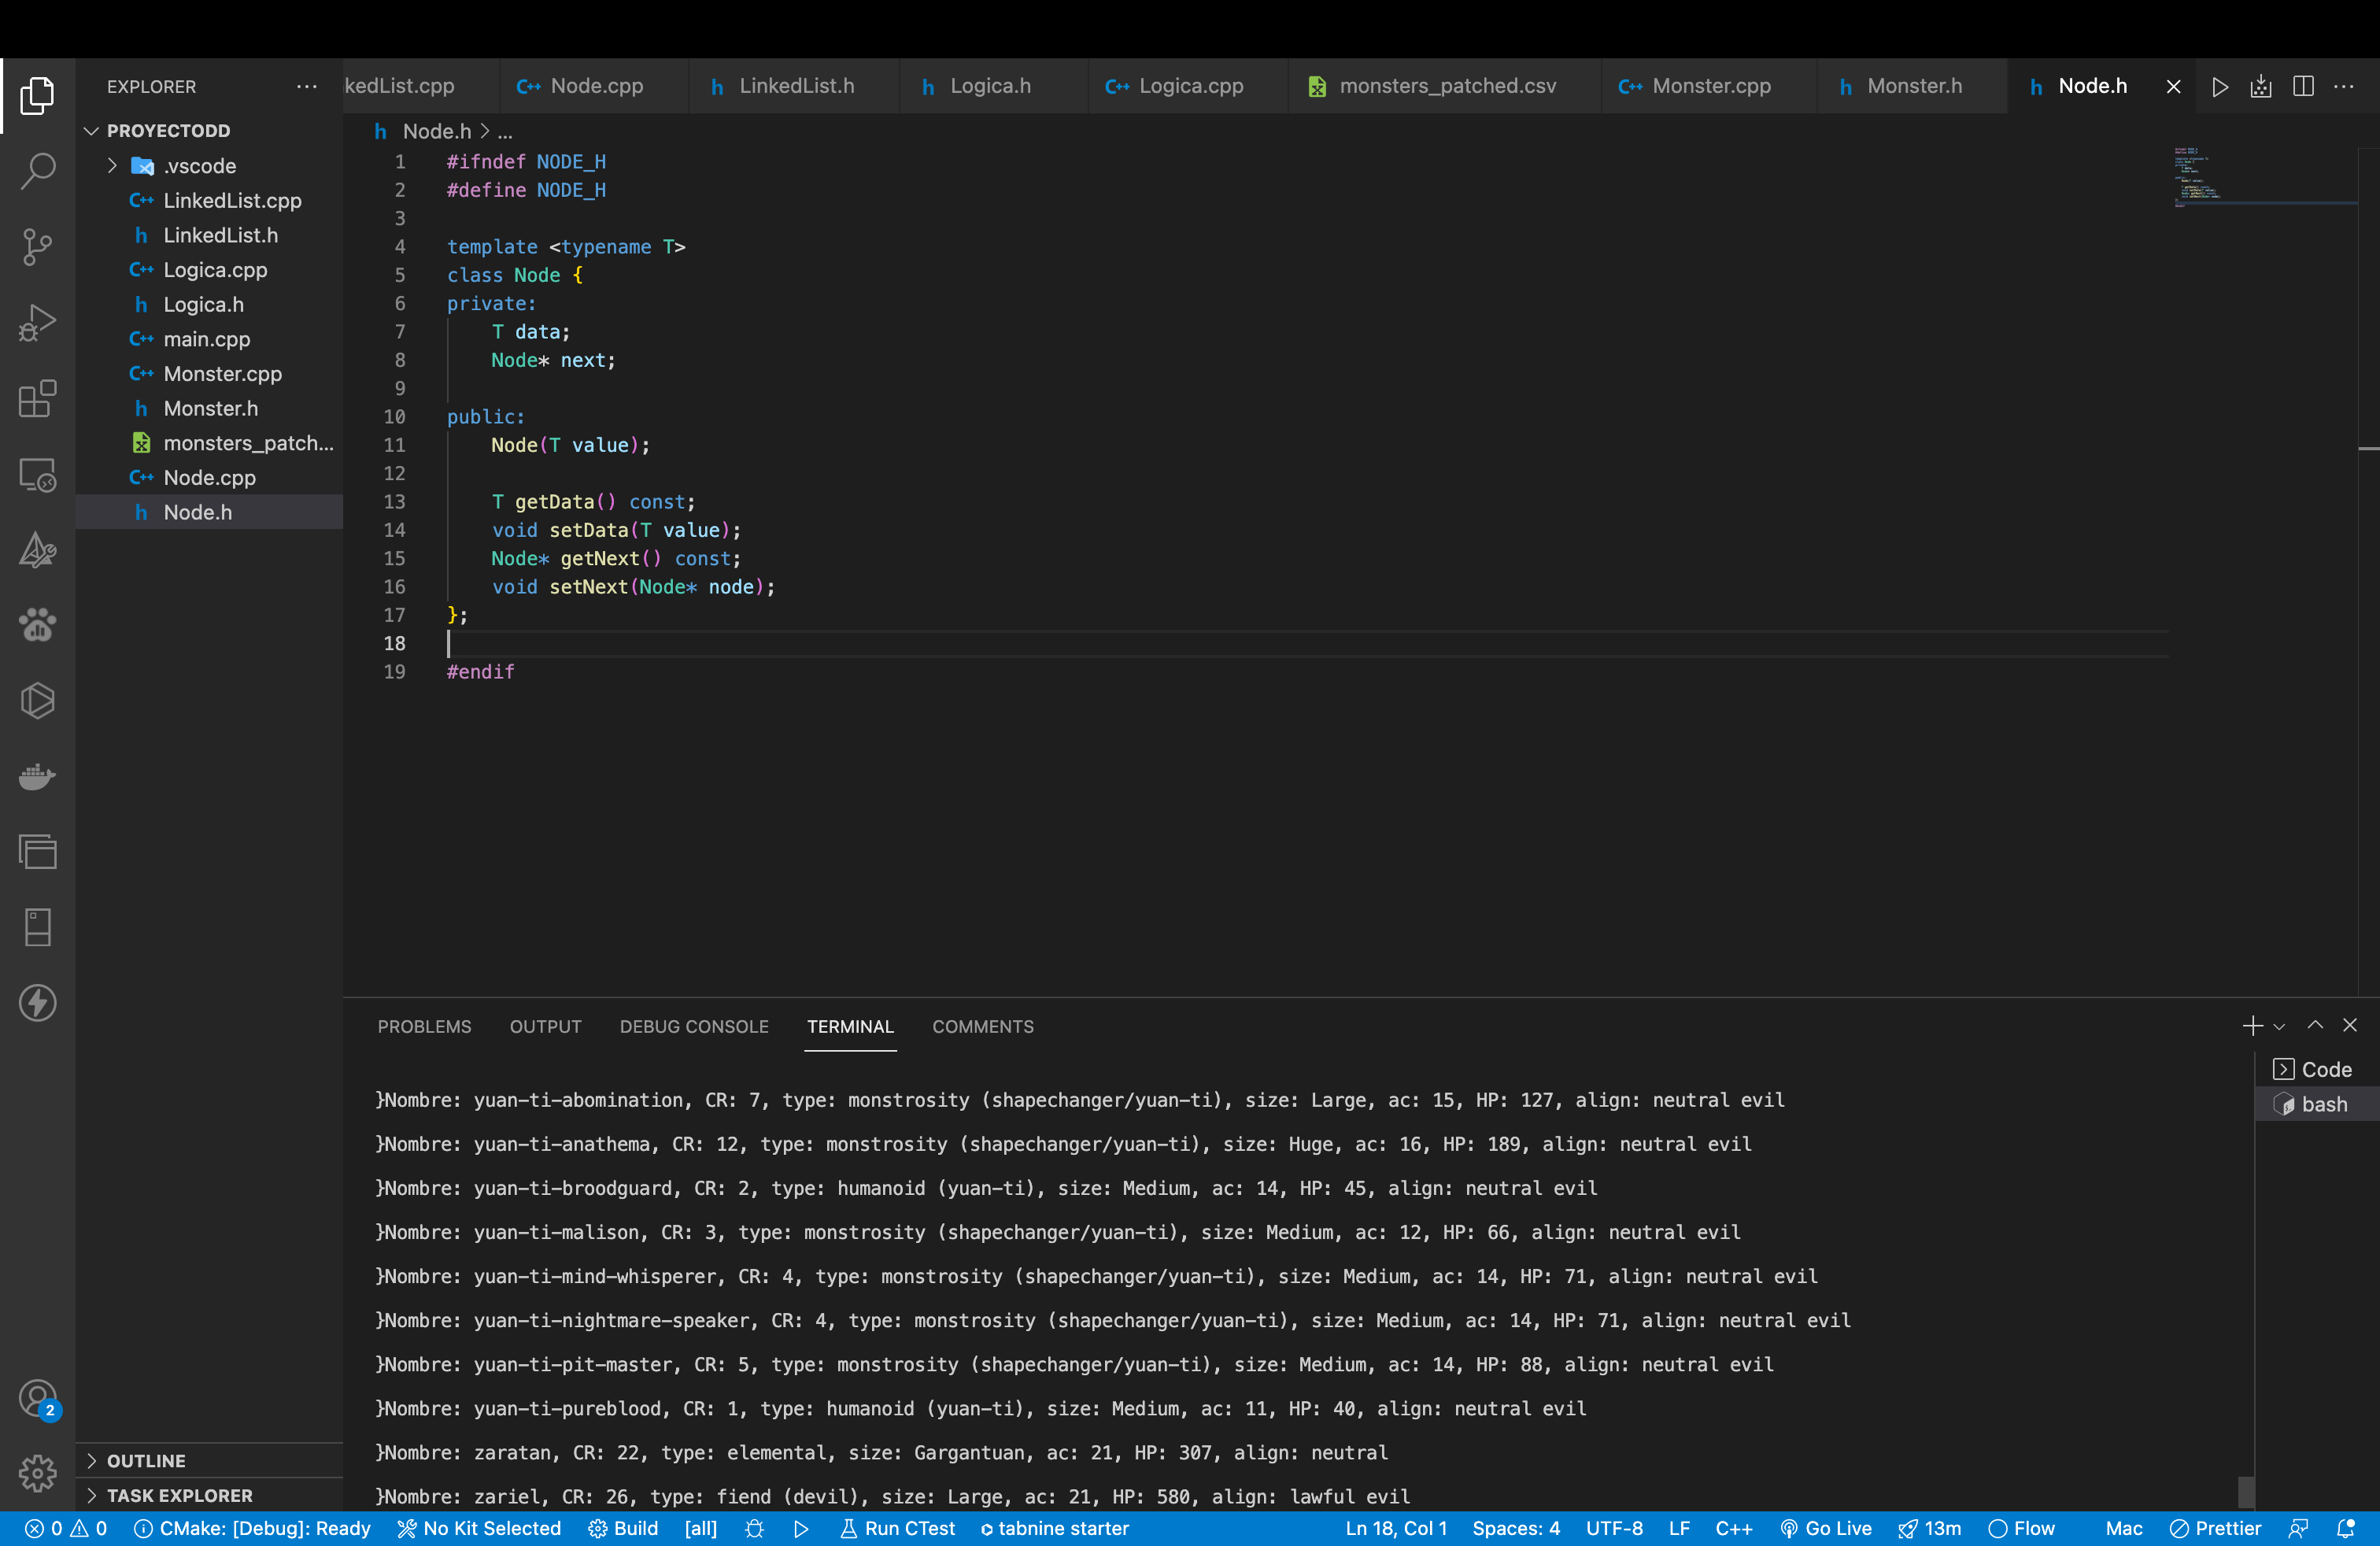 EXPLORER
kedList.cpp
Node.cpp
LinkedList.h
Logica.h
Logica.cpp
monsters_patched.csv
Monster.cpp
Monster.h
Node.h
PROYECTODD
.vscode
LinkedList.cpp
LinkedList.h
Logica.cpp
Logica.h
main.cpp
Monster.cpp
Monster.h
monsters_patch...
Node.cpp
Node.h
OUTLINE
TASK EXPLORER
Node.h > ...
1 #ifndef NODE_H
2 #define NODE_H
3
4 template <typename T>
5 class Node {
6 private:
7 T data;
8 Node* next;
9
10 public:
11 Node(T value);
12
13 T getData() const;
14 void setData(T value);
15 Node* getNext() const;
16 void setNext(Node* node);
17 };
18
19 #endif
PROBLEMS OUTPUT DEBUG CONSOLE TERMINAL COMMENTS
Code
bash
}Nombre: yuan-ti-abomination, CR: 7, type: monstrosity (shapechanger/yuan-ti), size: Large, ac: 15, HP: 127, align: neutral evil
}Nombre: yuan-ti-anathema, CR: 12, type: monstrosity (shapechanger/yuan-ti), size: Huge, ac: 16, HP: 189, align: neutral evil
}Nombre: yuan-ti-broodguard, CR: 2, type: humanoid (yuan-ti), size: Medium, ac: 14, HP: 45, align: neutral evil
}Nombre: yuan-ti-malison, CR: 3, type: monstrosity (shapechanger/yuan-ti), size: Medium, ac: 12, HP: 66, align: neutral evil
}Nombre: yuan-ti-mind-whisperer, CR: 4, type: monstrosity (shapechanger/yuan-ti), size: Medium, ac: 14, HP: 71, align: neutral evil
}Nombre: yuan-ti-nightmare-speaker, CR: 4, type: monstrosity (shapechanger/yuan-ti), size: Medium, ac: 14, HP: 71, align: neutral evil
}Nombre: yuan-ti-pit-master, CR: 5, type: monstrosity (shapechanger/yuan-ti), size: Medium, ac: 14, HP: 88, align: neutral evil
}Nombre: yuan-ti-pureblood, CR: 1, type: humanoid (yuan-ti), size: Medium, ac: 11, HP: 40, align: neutral evil
}Nombre: zaratan, CR: 22, type: elemental, size: Gargantuan, ac: 21, HP: 307, align: neutral
}Nombre: zariel, CR: 26, type: fiend (devil), size: Large, ac: 21, HP: 580, align: lawful evil
2
0 0 CMake: [Debug]: Ready No Kit Selected Build [all] Run CTest tabnine starter Ln 18, Col 1 Spaces: 4 UTF-8 LF C++ Go Live 13m Flow Mac Prettier